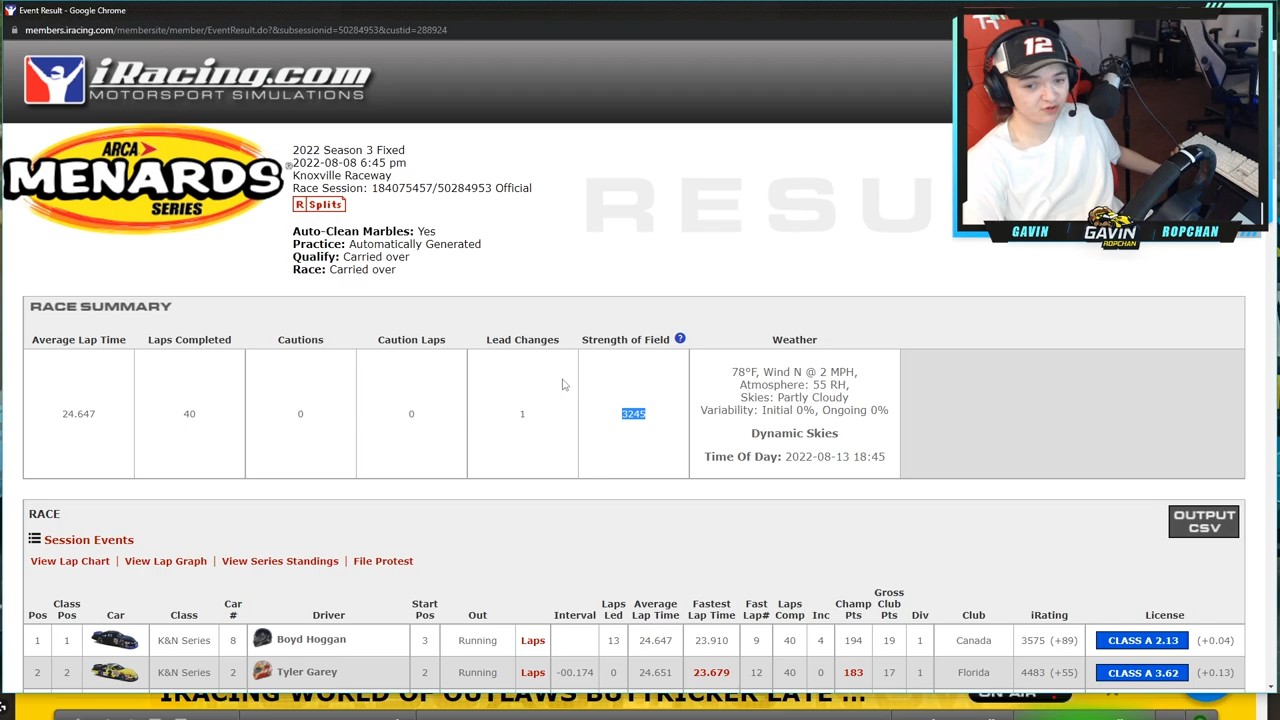 Event Result - Google Chrome
members.iracing.com/membersite/member/EventResult.do?&subsessionid=50284953&custid=288924
iRacing.com
MOTORSPORT SIMULATIONS
12
ARCA
MENARDS
SERIES
2022 Season 3 Fixed
2022-08-08 6:45 pm
Knoxville Raceway
Race Session: 184075457/50284953 Official
R Splits
Auto-Clean Marbles: Yes
Practice: Automatically Generated
Qualify: Carried over
Race: Carried over
RESU
GAVIN
GAVIN
ROPCHAN
ROPCHAN
RACE SUMMARY
Average Lap Time Laps Completed Cautions Caution Laps Lead Changes Strength of Field ? Weather
24.647 40 0 0 1 3245
78°F, Wind N @ 2 MPH,
Atmosphere: 55 RH,
Skies: Partly Cloudy
Variability: Initial 0%, Ongoing 0%
Dynamic Skies
Time Of Day: 2022-08-13 18:45
RACE
OUTPUT
CSV
Session Events
View Lap Chart | View Lap Graph | View Series Standings | File Protest
Pos Class Pos Car Class Car # Driver Start Pos Out Interval Laps Led Average Lap Time Fastest Lap Time Fast Lap# Laps Comp Inc Champ Pts Gross Club Pts Div Club iRating License
1 1 K&N Series 8 Boyd Hoggan 3 Running Laps 13 24.647 23.910 9 40 4 194 19 1 Canada 3575 (+89) CLASS A 2.13 (+0.04)
2 1 K&N Series 2 Tyler Garey 2 Running Laps -00.174 0 24.651 23.679 12 40 0 183 17 1 Florida 4483 (+55) CLASS A 3.62 (+0.13)
IRACING WORLD OF OUTLAWS BUTTKICKER LATE ...
ON AIR